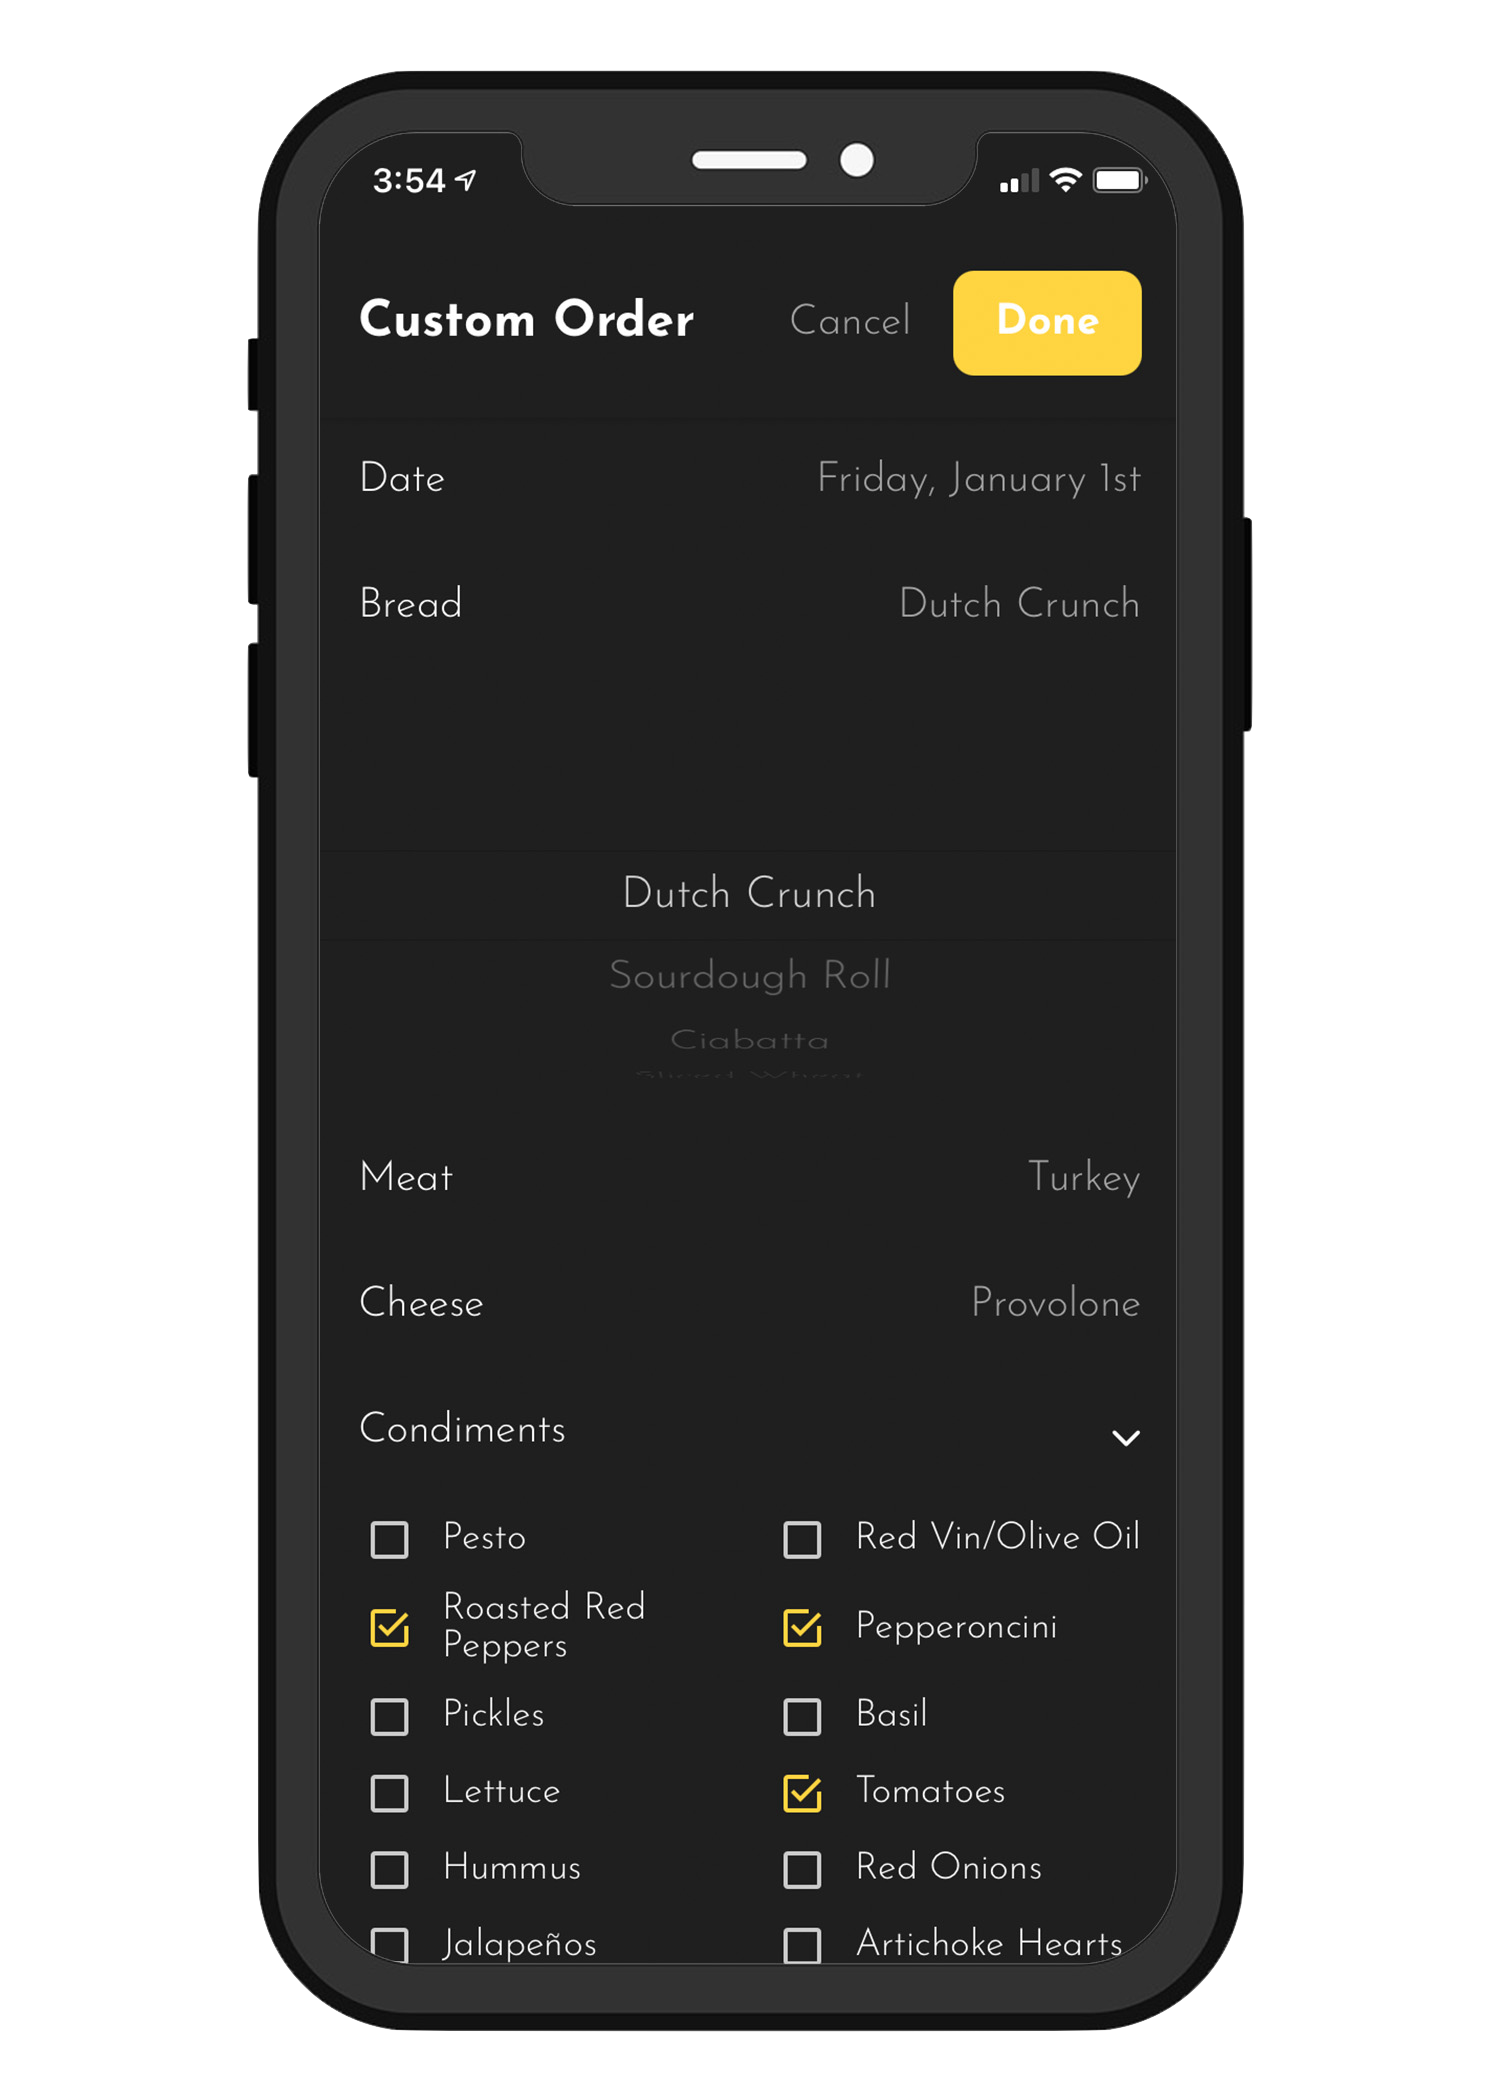 3:54
Custom Order
Cancel
Done
Date
Friday, January 1st
Bread
Dutch Crunch
Dutch Crunch
Sourdough Roll
Ciabatta
Meat
Turkey
Cheese
Provolone
Condiments
Pesto
Red Vin/Olive Oil
Roasted Red
Peppers
Pepperoncini
Pickles
Basil
Lettuce
Tomatoes
Hummus
Red Onions
Jalapeños
Artichoke Hearts